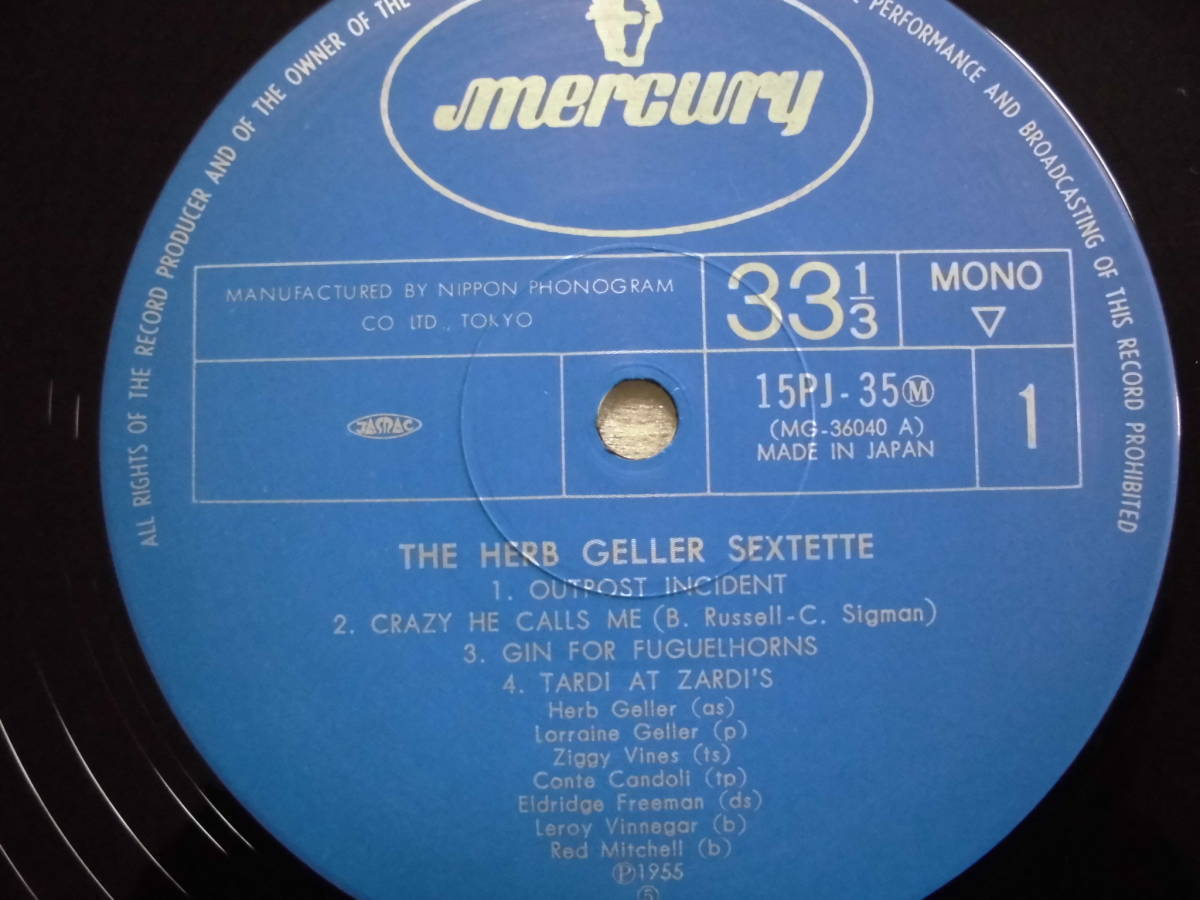 ALL RIGHTS OF THE RECORD PRODUCER AND OF THE OWNER OF THE
PERFORMANCE AND BROADCASTING OF THIS RECORD PROHIBITED
mercury
MANUFACTURED BY NIPPON PHONOGRAM
CO LTD., TOKYO
33 1/3
MONO
▽
JASRAC
15PJ-35Ⓜ
(MG-36040 A)
MADE IN JAPAN
1
THE HERB GELLER SEXTETTE
1. OUTPOST INCIDENT
2. CRAZY HE CALLS ME (B. Russell-C. Sigman)
3. GIN FOR FUGUELHORNS
4. TARDI AT ZARDI'S
Herb Geller (as)
Lorraine Geller (p)
Ziggy Vines (ts)
Conte Candoli (tp)
Eldridge Freeman (ds)
Leroy Vinnegar (b)
Red Mitchell (b)
Ⓟ1955
⑤